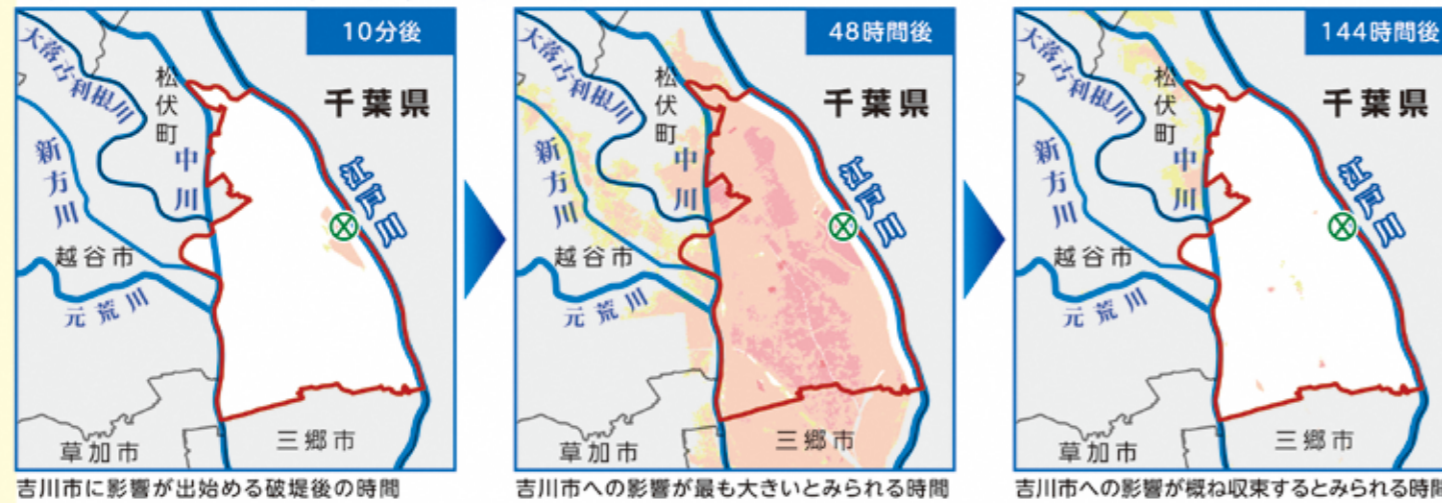 10分後
大落古利根川
松伏町
千葉県
新方川
中川
江戸川
越谷市
元荒川
草加市
三郷市
吉川市に影響が出始める破堤後の時間
48時間後
大落古利根川
松伏町
千葉県
新方川
中川
江戸川
越谷市
元荒川
草加市
三郷市
吉川市への影響が最も大きいとみられる時間
144時間後
大落古利根川
松伏町
千葉県
新方川
中川
江戸川
越谷市
元荒川
草加市
三郷市
吉川市への影響が概ね収束するとみられる時間